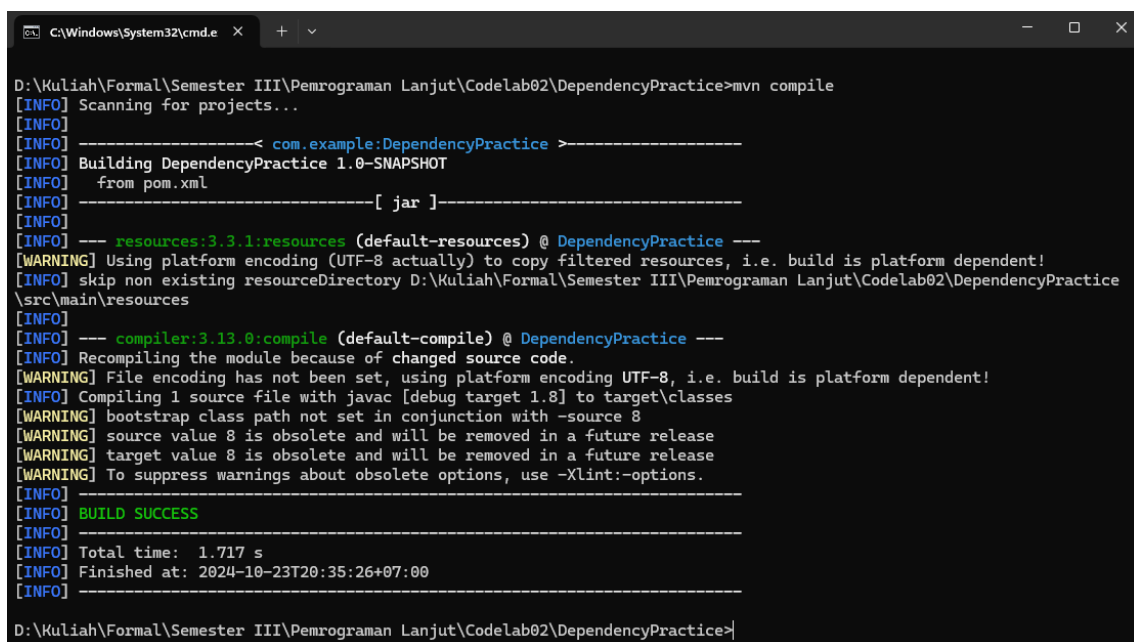 C:\Windows\System32\cmd.e
D:\Kuliah\Formal\Semester III\Pemrograman Lanjut\Codelab02\DependencyPractice>mvn compile
[INFO] Scanning for projects...
[INFO]
[INFO] -------------------< com.example:DependencyPractice >-------------------
[INFO] Building DependencyPractice 1.0-SNAPSHOT
[INFO]   from pom.xml
[INFO] --------------------------------[ jar ]---------------------------------
[INFO]
[INFO] --- resources:3.3.1:resources (default-resources) @ DependencyPractice ---
[WARNING] Using platform encoding (UTF-8 actually) to copy filtered resources, i.e. build is platform dependent!
[INFO] skip non existing resourceDirectory D:\Kuliah\Formal\Semester III\Pemrograman Lanjut\Codelab02\DependencyPractice
\src\main\resources
[INFO]
[INFO] --- compiler:3.13.0:compile (default-compile) @ DependencyPractice ---
[INFO] Recompiling the module because of changed source code.
[WARNING] File encoding has not been set, using platform encoding UTF-8, i.e. build is platform dependent!
[INFO] Compiling 1 source file with javac [debug target 1.8] to target\classes
[WARNING] bootstrap class path not set in conjunction with -source 8
[WARNING] source value 8 is obsolete and will be removed in a future release
[WARNING] target value 8 is obsolete and will be removed in a future release
[WARNING] To suppress warnings about obsolete options, use -Xlint:-options.
[INFO] ------------------------------------------------------------------------
[INFO] BUILD SUCCESS
[INFO] ------------------------------------------------------------------------
[INFO] Total time:  1.717 s
[INFO] Finished at: 2024-10-23T20:35:26+07:00
[INFO] ------------------------------------------------------------------------
D:\Kuliah\Formal\Semester III\Pemrograman Lanjut\Codelab02\DependencyPractice>